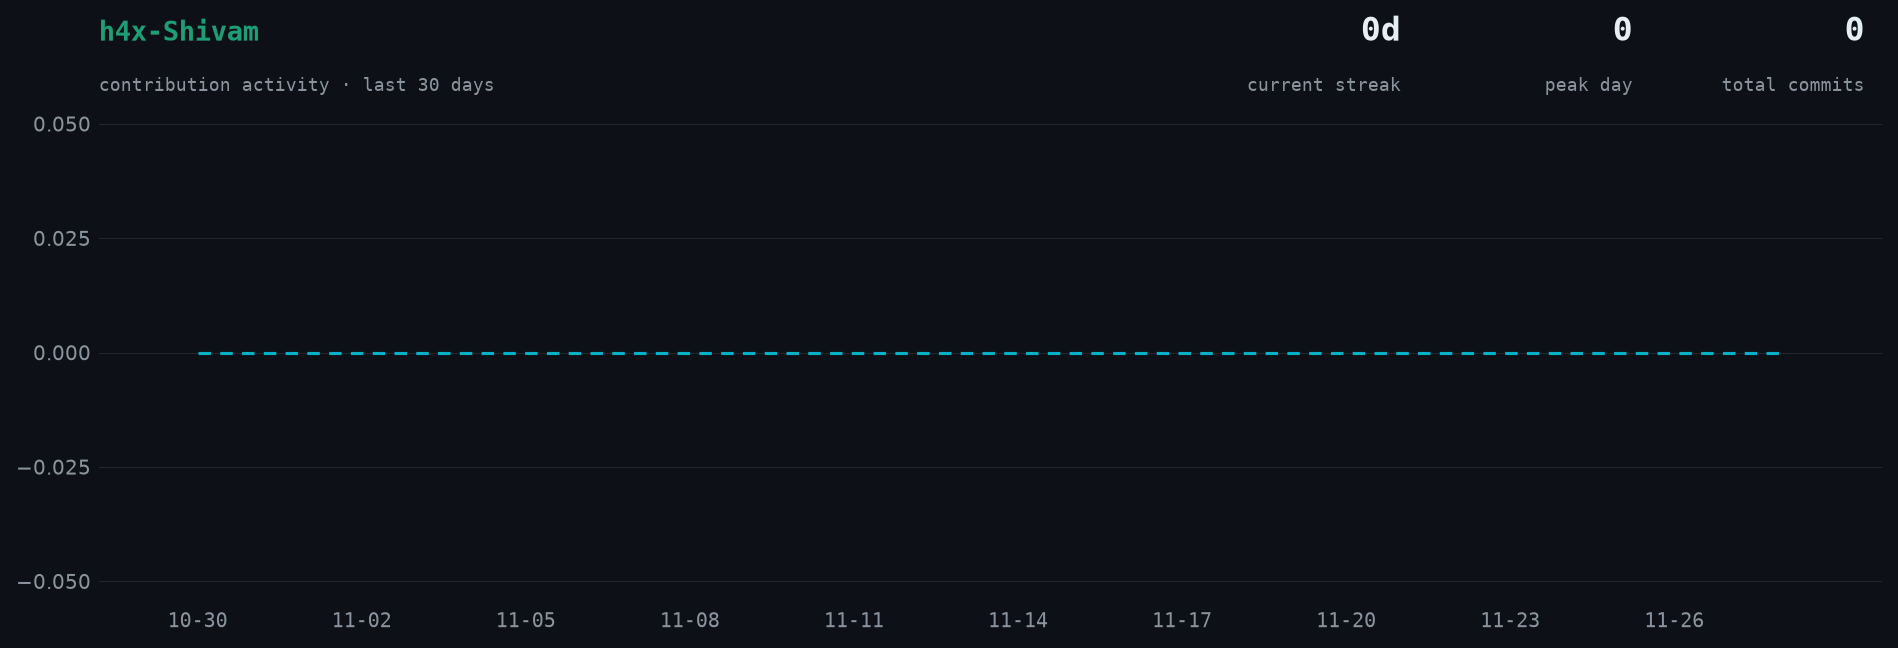 h4x-Shivam
0d 0 0
contribution activity · last 30 days
current streak peak day total commits
0.050
0.025
0.000
−0.025
−0.050
10-30 11-02 11-05 11-08 11-11 11-14 11-17 11-20 11-23 11-26